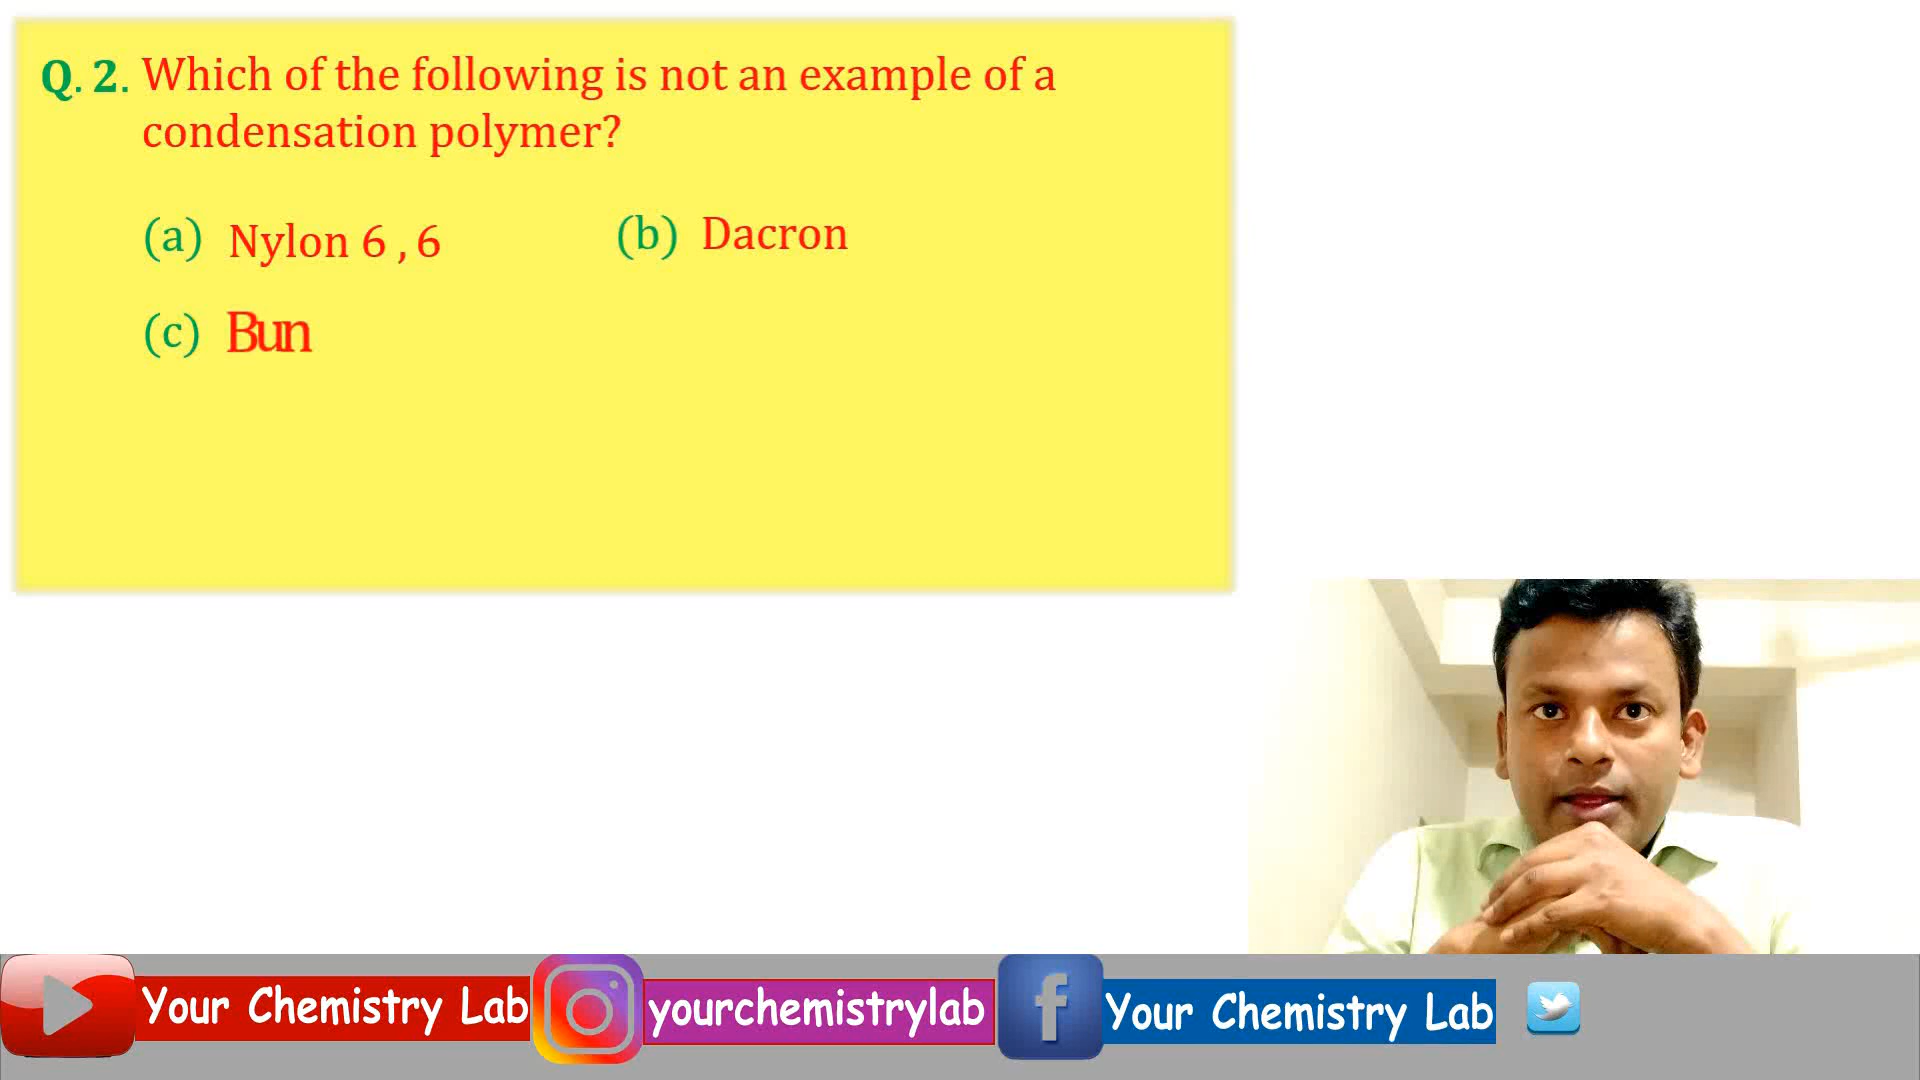 Q. 2. Which of the following is not an example of a
condensation polymer?
(a) Nylon 6 , 6 (b) Dacron
(c) Bun
Your Chemistry Lab yourchemistrylab Your Chemistry Lab